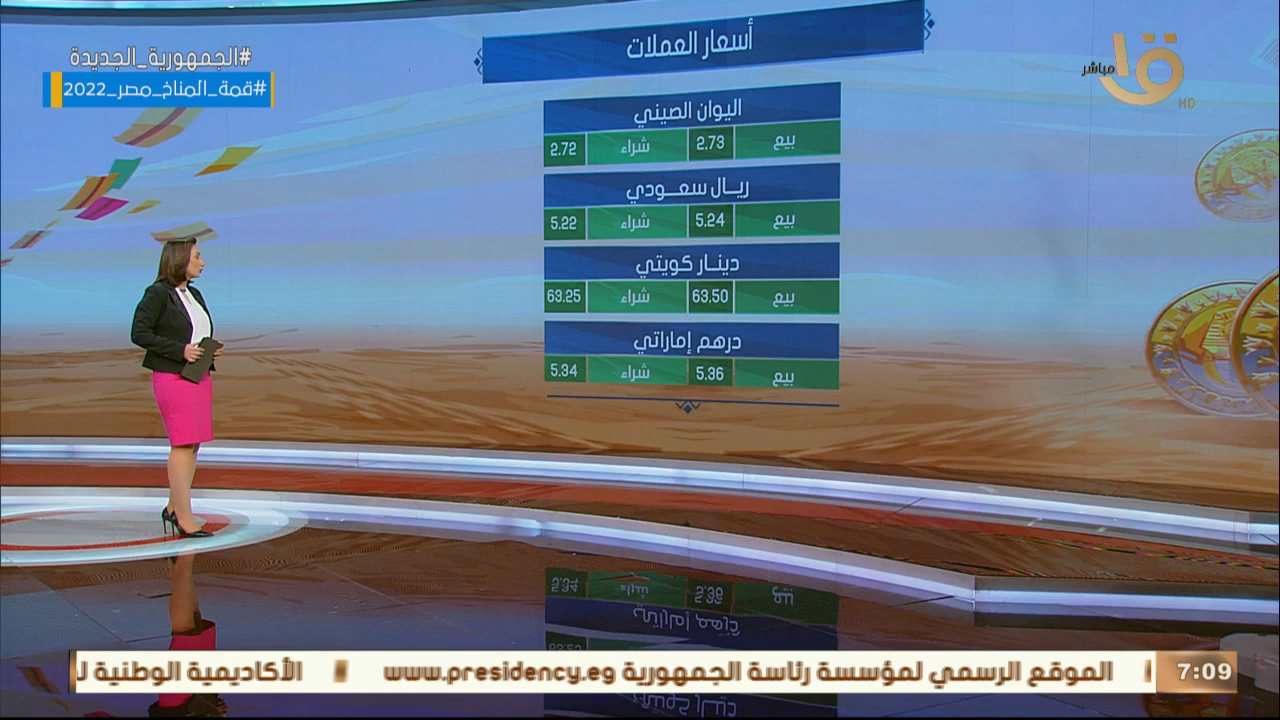 #الجمهورية_الجديدة
#قمة_المناخ_مصر_2022
مباشر
HD
أسعار العملات
اليوان الصيني
بيع 2.73 شراء 2.72
ريال سعودي
بيع 5.24 شراء 5.22
دينار كويتي
بيع 63.50 شراء 63.25
درهم إماراتي
بيع 5.36 شراء 5.34
7:09 الموقع الرسمي لمؤسسة رئاسة الجمهورية www.presidency.eg الأكاديمية الوطنية ل